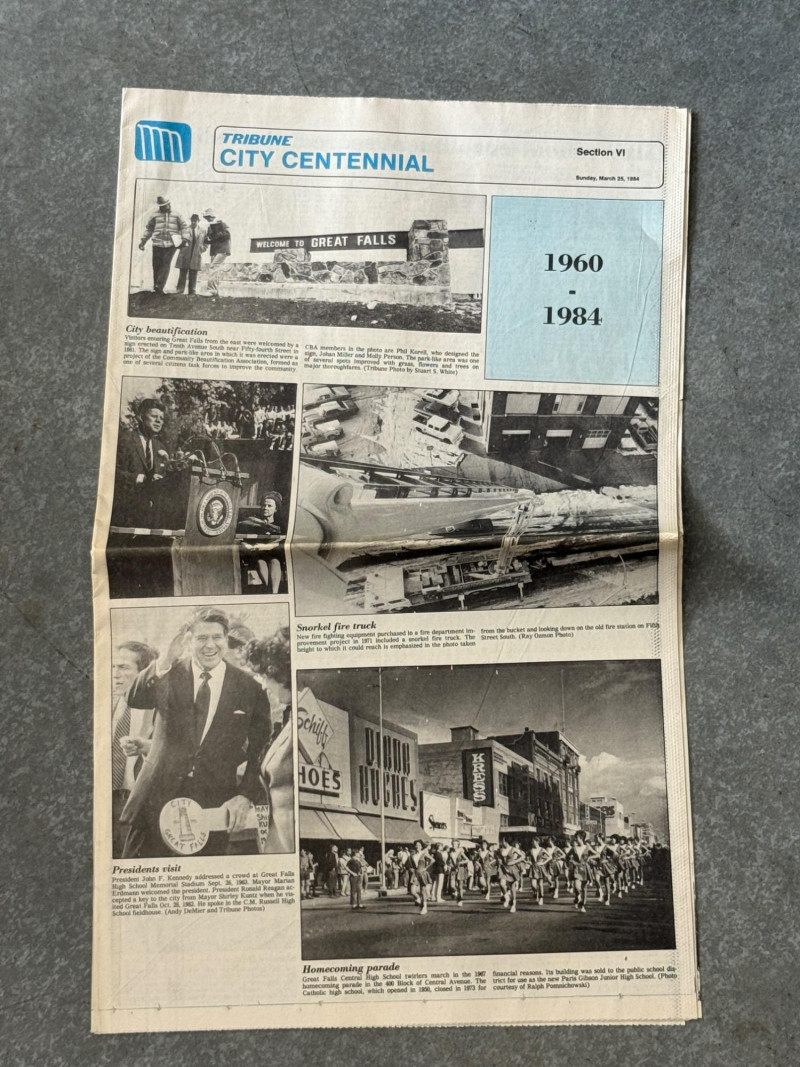 TRIBUNE
CITY CENTENNIAL
Section VI
Sunday, March 25, 1984
WELCOME TO GREAT FALLS
1960
-
1984
City beautification
Visitors entering Great Falls from the east were welcomed by a
sign erected on Tenth Avenue South near Fifty-fourth Street in
1981. The sign and park-like area in which it was erected were a
project of the Community Beautification Association, formed as
one of several citizens task forces to improve the community.
CBA members in the photo are Phil Korell, who designed the
sign, Johan Miller and Molly Person. The park-like area was one
of several spots improved with grass, flowers and trees on
major thoroughfares. (Tribune Photo by Stuart S. White)
Snorkel fire truck
New fire fighting equipment purchased in a fire department im-
provement project in 1971 included a snorkel fire truck. The
height to which it could reach is emphasized in the photo taken
from the bucket and looking down on the old fire station on Fifth
Street South. (Ray Ozmon Photo)
CITY
GREAT FALLS
Schiff
SHOES
KRESS
Presidents visit
President John F. Kennedy addressed a crowd at Great Falls
High School Memorial Stadium Sept. 26, 1963. Mayor Marian
Erdmann welcomed the president. President Ronald Reagan ac-
cepted a key to the city from Mayor Shirley Kuntz when he vis-
ited Great Falls Oct. 28, 1982. He spoke in the C.M. Russell High
School fieldhouse. (Andy DeMier and Tribune Photos)
Homecoming parade
Great Falls Central High School twirlers march in the 1967
homecoming parade in the 400 Block of Central Avenue. The
Catholic high school, which opened in 1950, closed in 1973 for
financial reasons. Its building was sold to the public school dis-
trict for use as the new Paris Gibson Junior High School. (Photo
courtesy of Ralph Pomnichowski)